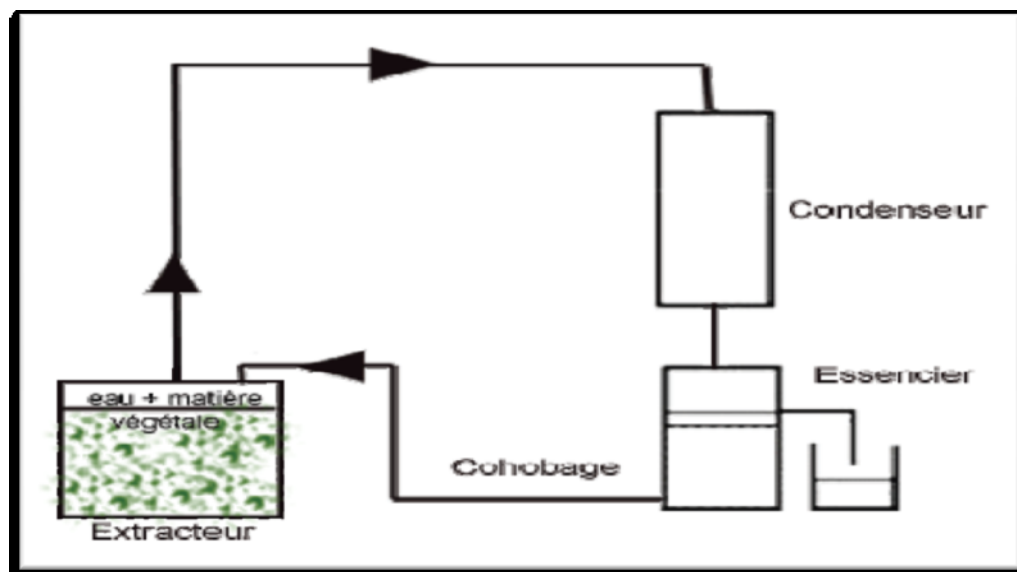 Condenseur
Essencier
eau + matière
végétale
Cohobage
Extracteur